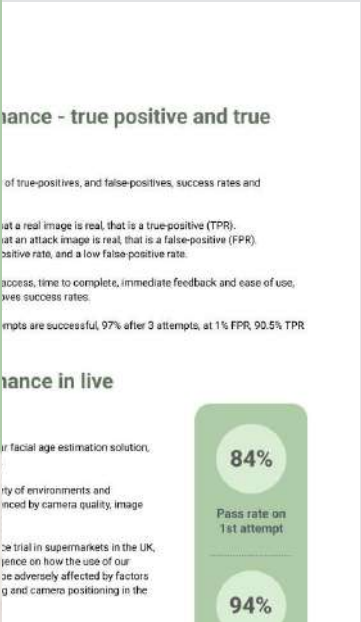 ance - true positive and true
of true-positives, and false-positives, success rates and
at a real image is real, that is a true-positive (TPR).
at an attack image is real, that is a false-positive (FPR).
ositive rate, and a low false-positive rate.
access, time to complete, immediate feedback and ease of use,
oves success rates.
mpts are successful, 97% after 3 attempts, at 1% FPR, 90.5% TPR
nance in live
ur facial age estimation solution,
ety of environments and
nced by camera quality, image
ce trial in supermarkets in the UK,
ience on how the use of our
be adversely affected by factors
g and camera positioning in the
84%
Pass rate on
1st attempt
94%